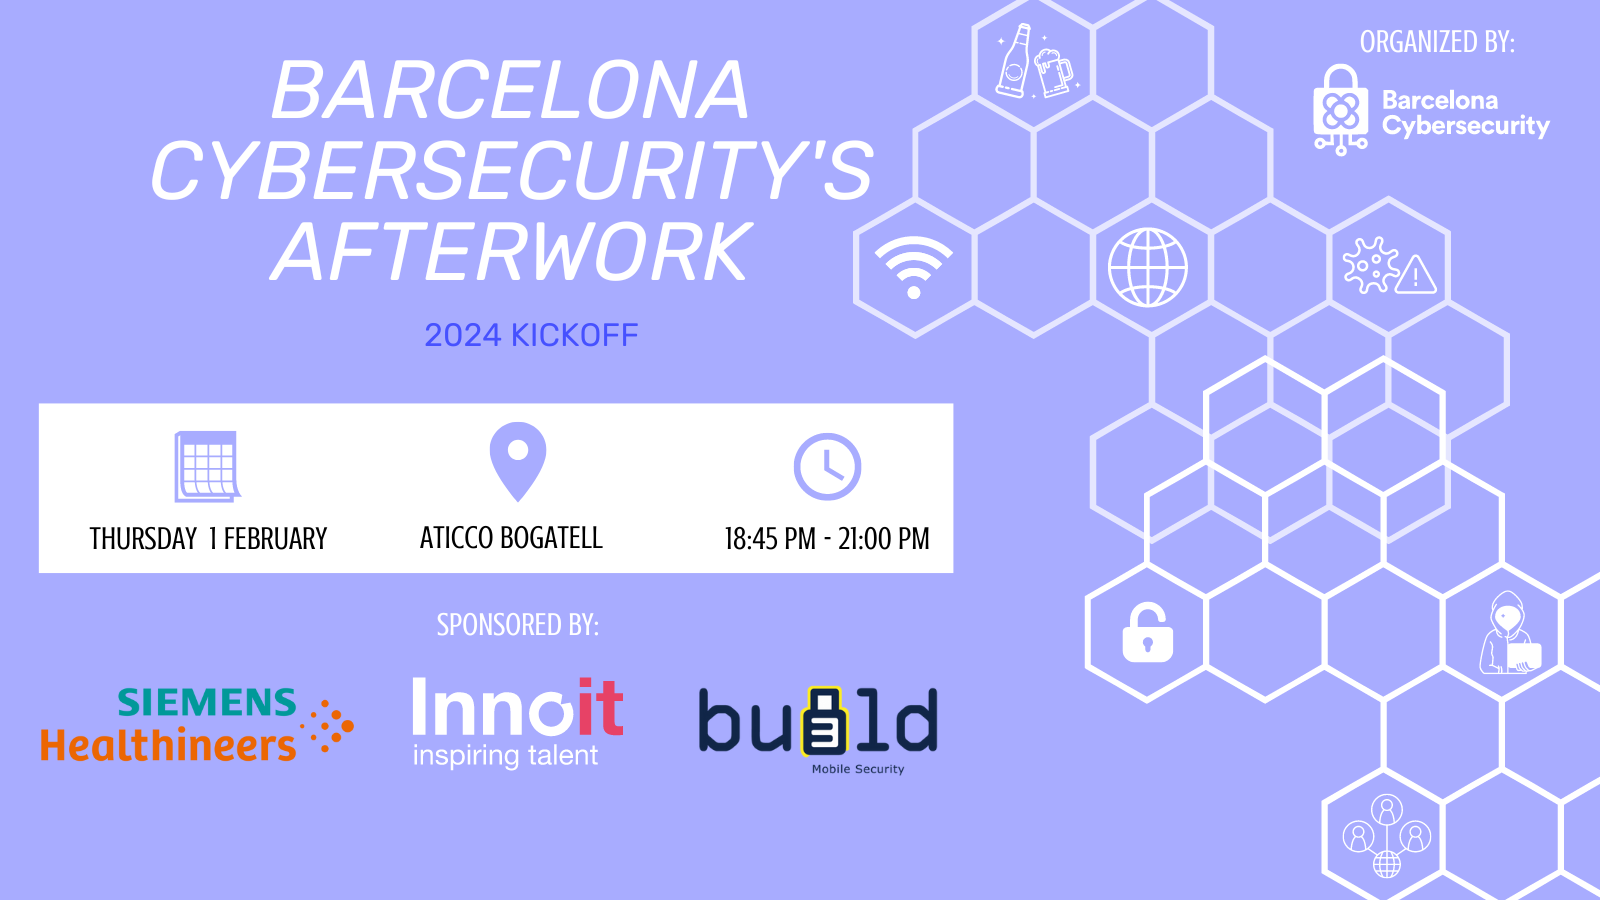 BARCELONA
CYBERSECURITY'S
AFTERWORK
2024 KICKOFF
ORGANIZED BY:
Barcelona
Cybersecurity
THURSDAY 1 FEBRUARY
ATICCO BOGATELL
18:45 PM - 21:00 PM
SPONSORED BY:
SIEMENS
Healthineers
Innoit
inspiring talent
build
Mobile Security